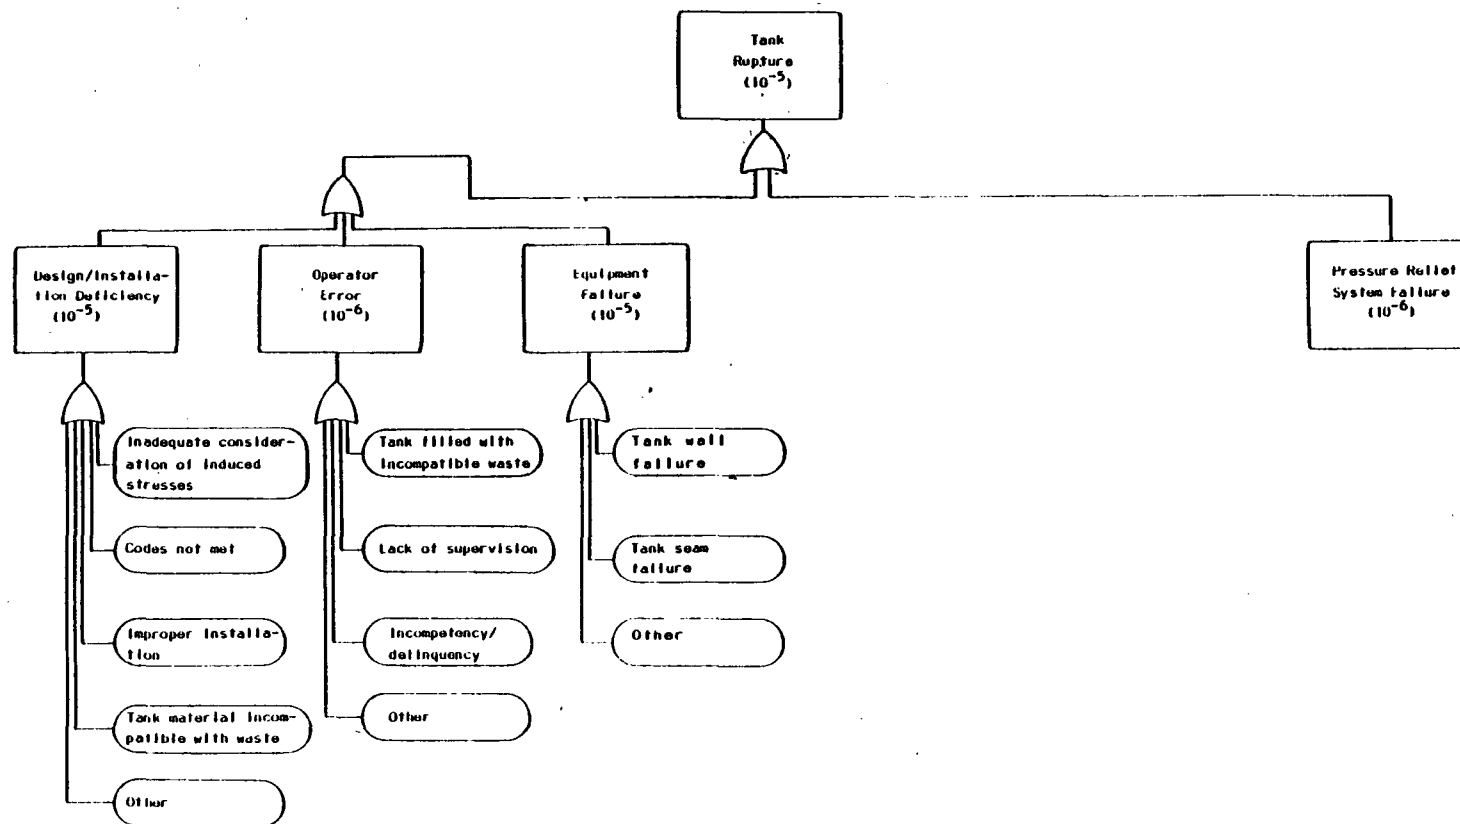 Tank
Rupture
(10⁻⁵)
Design/Installa-
tion Deficiency
(10⁻⁵)
Operator
Error
(10⁻⁶)
Equipment
Failure
(10⁻⁵)
Pressure Relief
System Failure
(10⁻⁶)
Inadequate consider-
ation of induced
stresses
Codes not met
Improper Installa-
tion
Tank material incom-
patible with waste
Other
Tank filled with
incompatible waste
Lack of supervision
Incompetency/
delinquency
Other
Tank wall
failure
Tank seam
failure
Other